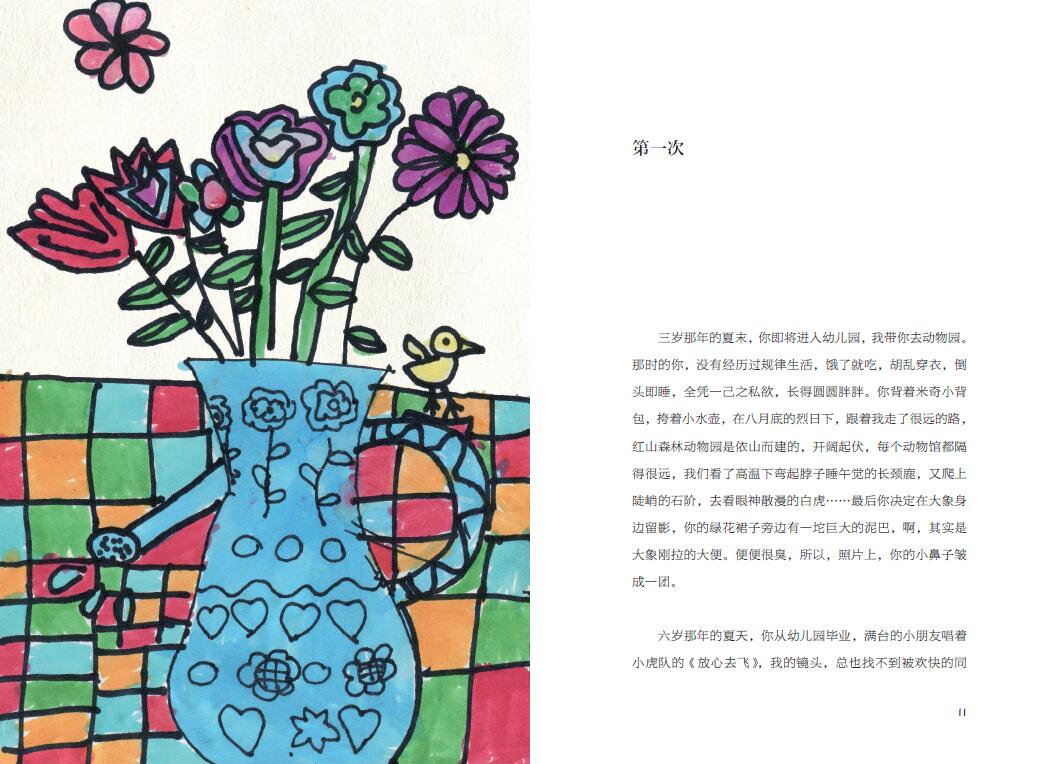 第一次
三岁那年的夏末，你即将进入幼儿园，我带你去动物园。
那时的你，没有经历过规律生活，饿了就吃，胡乱穿衣，倒
头即睡，全凭一己之私欲，长得圆圆胖胖。你背着米奇小背
包，挎着小水壶，在八月底的烈日下，跟着我走了很远的路，
红山森林动物园是依山而建的，开阔起伏，每个动物馆都隔
得很远，我们看了高温下弯起脖子睡午觉的长颈鹿，又爬上
陡峭的石阶，去看眼神散漫的白虎……最后你决定在大象身
边留影，你的绿花裙子旁边有一坨巨大的泥巴，啊，其实是
大象刚拉的大便。便便很臭，所以，照片上，你的小鼻子皱
成一团。
六岁那年的夏天，你从幼儿园毕业，满台的小朋友唱着
小虎队的《放心去飞》，我的镜头，总也找不到被欢快的同
11